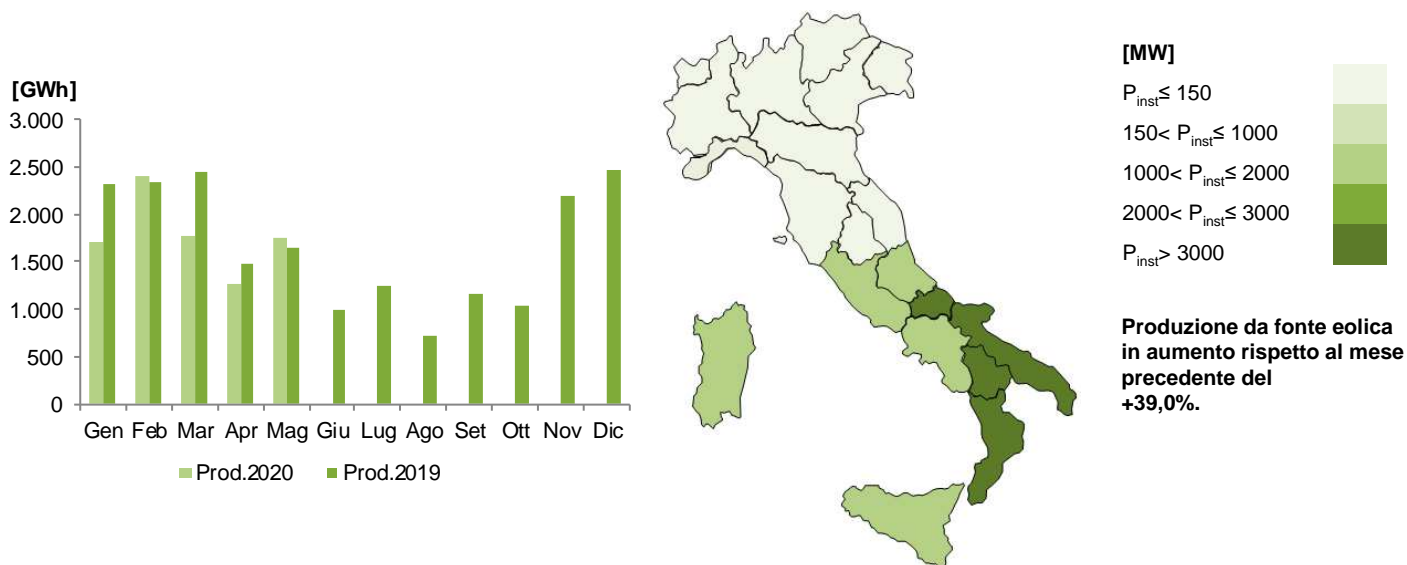 [GWh]
3.000
2.500
2.000
1.500
1.000
500
0
Gen Feb Mar Apr Mag Giu Lug Ago Set Ott Nov Dic
Prod.2020 Prod.2019
[MW]
Pinst≤ 150
150< Pinst≤ 1000
1000< Pinst≤ 2000
2000< Pinst≤ 3000
Pinst> 3000
Produzione da fonte eolica
in aumento rispetto al mese
precedente del
+39,0%.